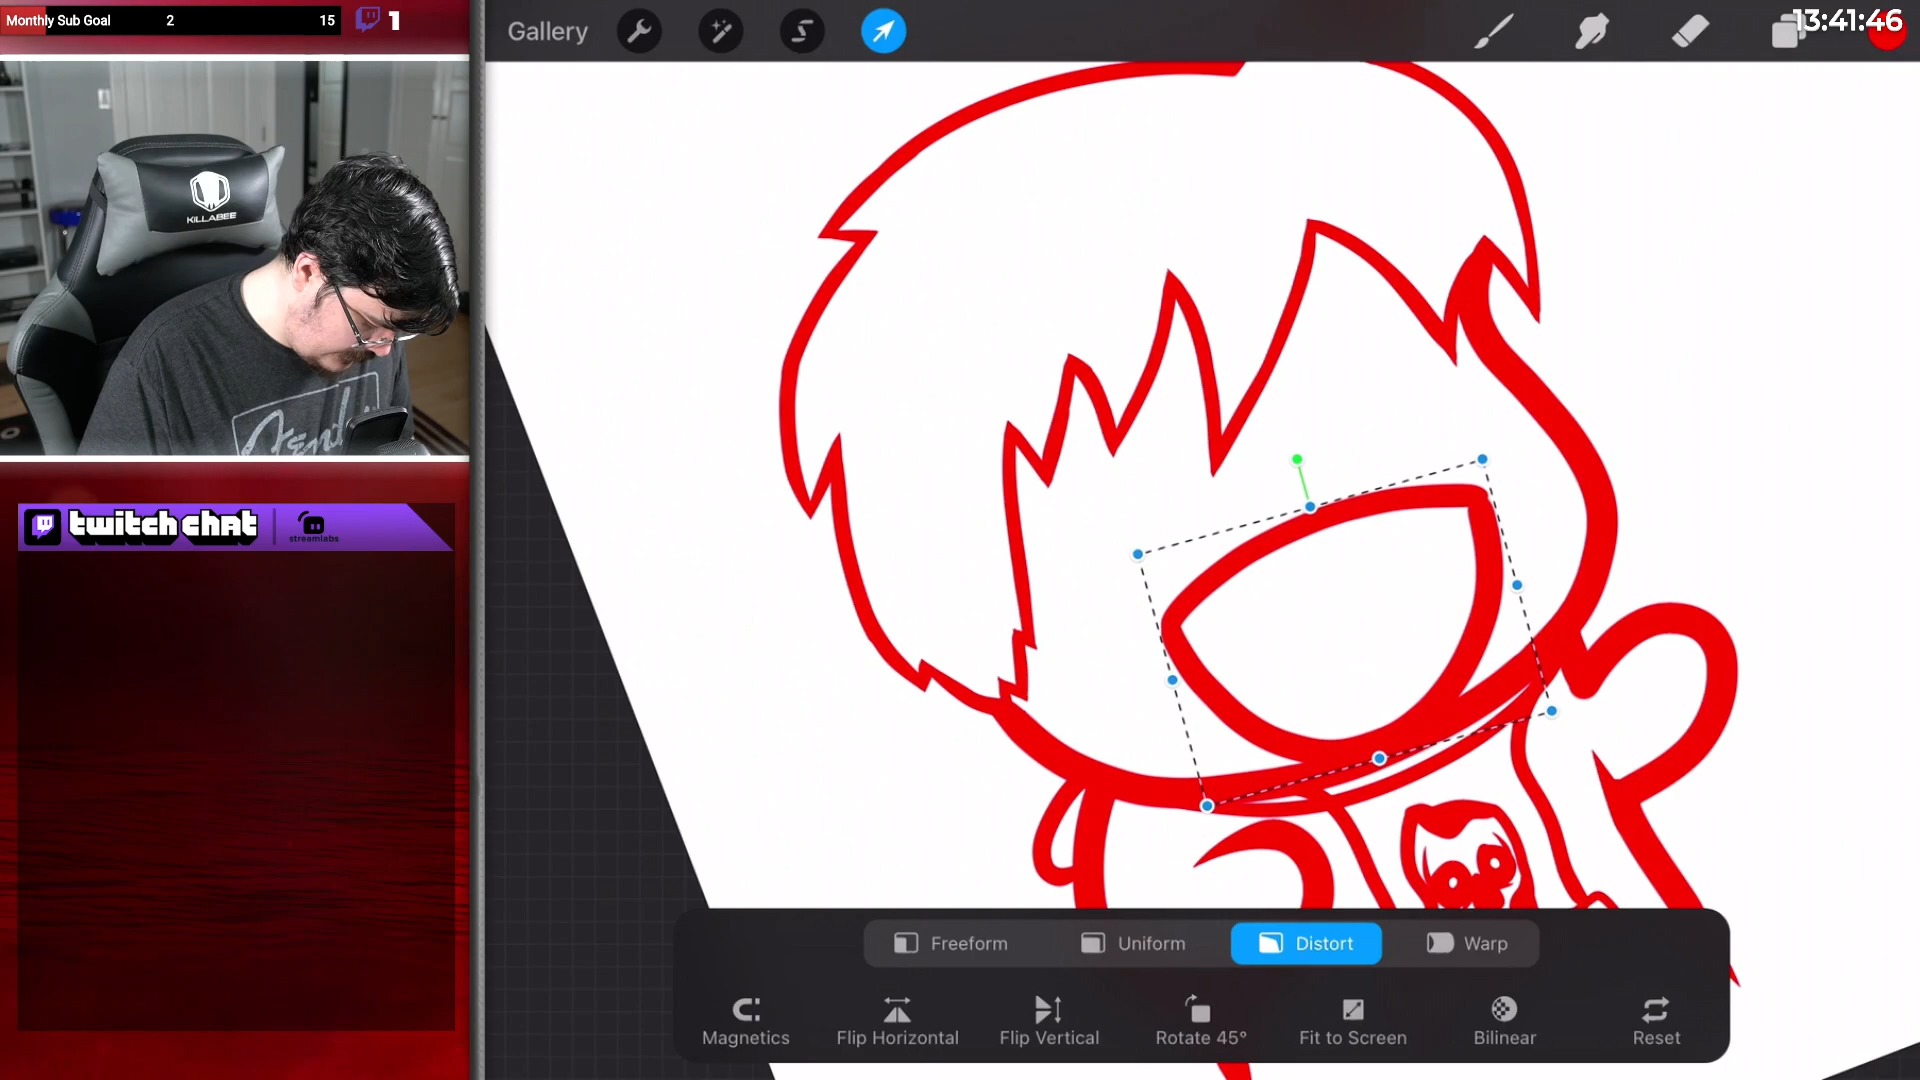 Monthly Sub Goal 2 15 1
Gallery
13:41:46
KILLABEE
Fender
twitch chat
streamlabs
Freeform Uniform Distort Warp
Magnetics Flip Horizontal Flip Vertical Rotate 45° Fit to Screen Bilinear Reset